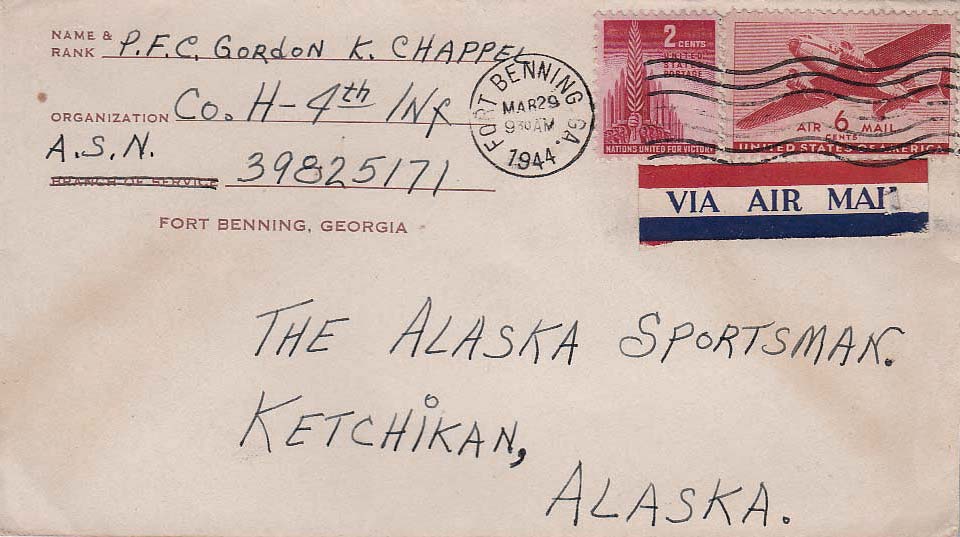 NAME &
RANK P.F.C. GORDON K. CHAPPEL
ORGANIZATION Co. H-4th INF
A.S.N.
BRANCH OF SERVICE 39825171
FORT BENNING, GEORGIA
FORT BENNING GA.
MAR 29
9 30 AM
1944
2 CENTS
UNITED
STATES
POSTAGE
NATIONS UNITED FOR VICTORY
AIR 6 MAIL
CENTS
UNITED STATES OF AMERICA
VIA AIR MAIL
THE ALASKA SPORTSMAN.
KETCHIKAN,
ALASKA.